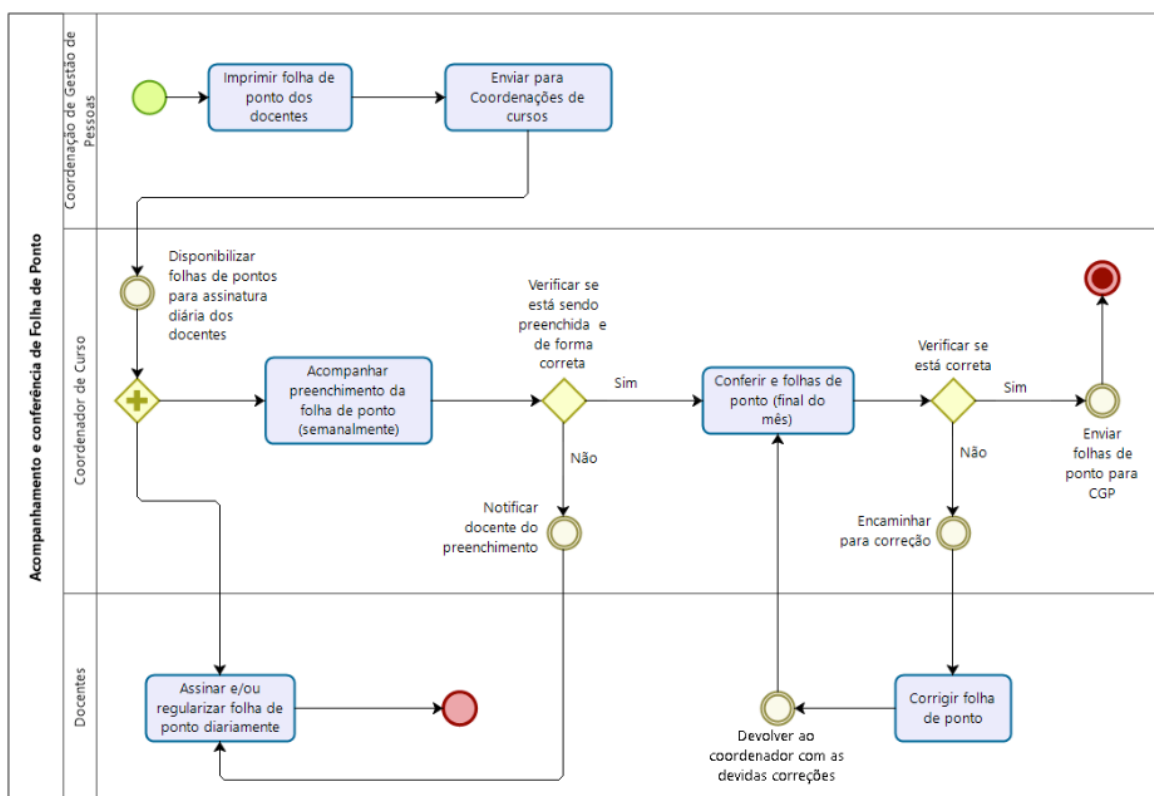 Acompanhamento e conferência de Folha de Ponto
Coordenação de Gestão de
Pessoas
Imprimir folha de
ponto dos
docentes
Enviar para
Coordenações de
cursos
Coordenador de Curso
Disponibilizar
folhas de pontos
para assinatura
diária dos
docentes
Acompanhar
preenchimento da
folha de ponto
(semanalmente)
Verificar se
está sendo
preenchida e
de forma
correta
Sim
Não
Notificar
docente do
preenchimento
Conferir e folhas de
ponto (final do
mês)
Verificar se
está correta
Sim
Não
Enviar
folhas de
ponto para
CGP
Encaminhar
para correção
Docentes
Assinar e/ou
regularizar folha de
ponto diariamente
Devolver ao
coordenador com as
devidas correções
Corrigir folha
de ponto